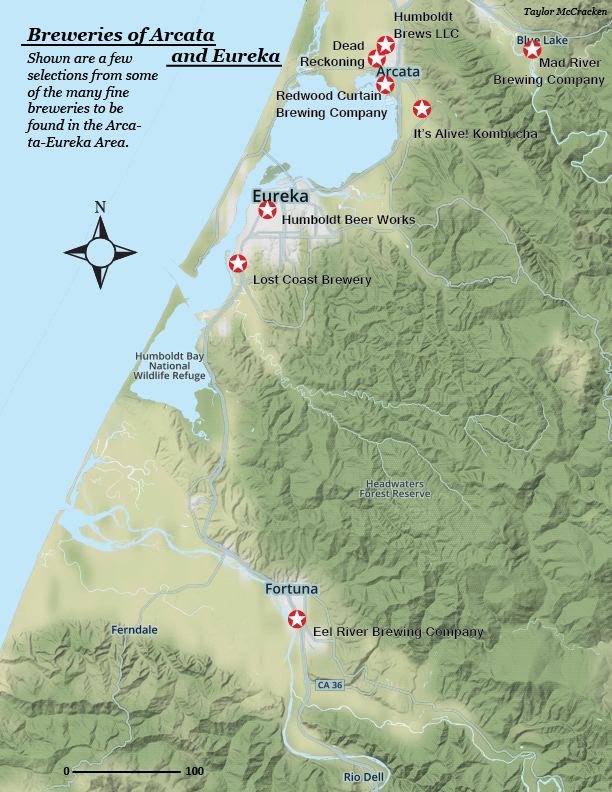 Taylor McCracken
Breweries of Arcata
and Eureka
Shown are a few
selections from some
of the many fine
breweries to be
found in the Arca-
ta-Eureka Area.
Humboldt
Brews LLC
Dead
Reckoning
Arcata
Blue Lake
Mad River
Brewing Company
Redwood Curtain
Brewing Company
It's Alive! Kombucha
Eureka
Humboldt Beer Works
N
Lost Coast Brewery
Humboldt Bay
National
Wildlife Refuge
Headwaters
Forest Reserve
Fortuna
Ferndale
Eel River Brewing Company
CA 36
0 100
Rio Dell